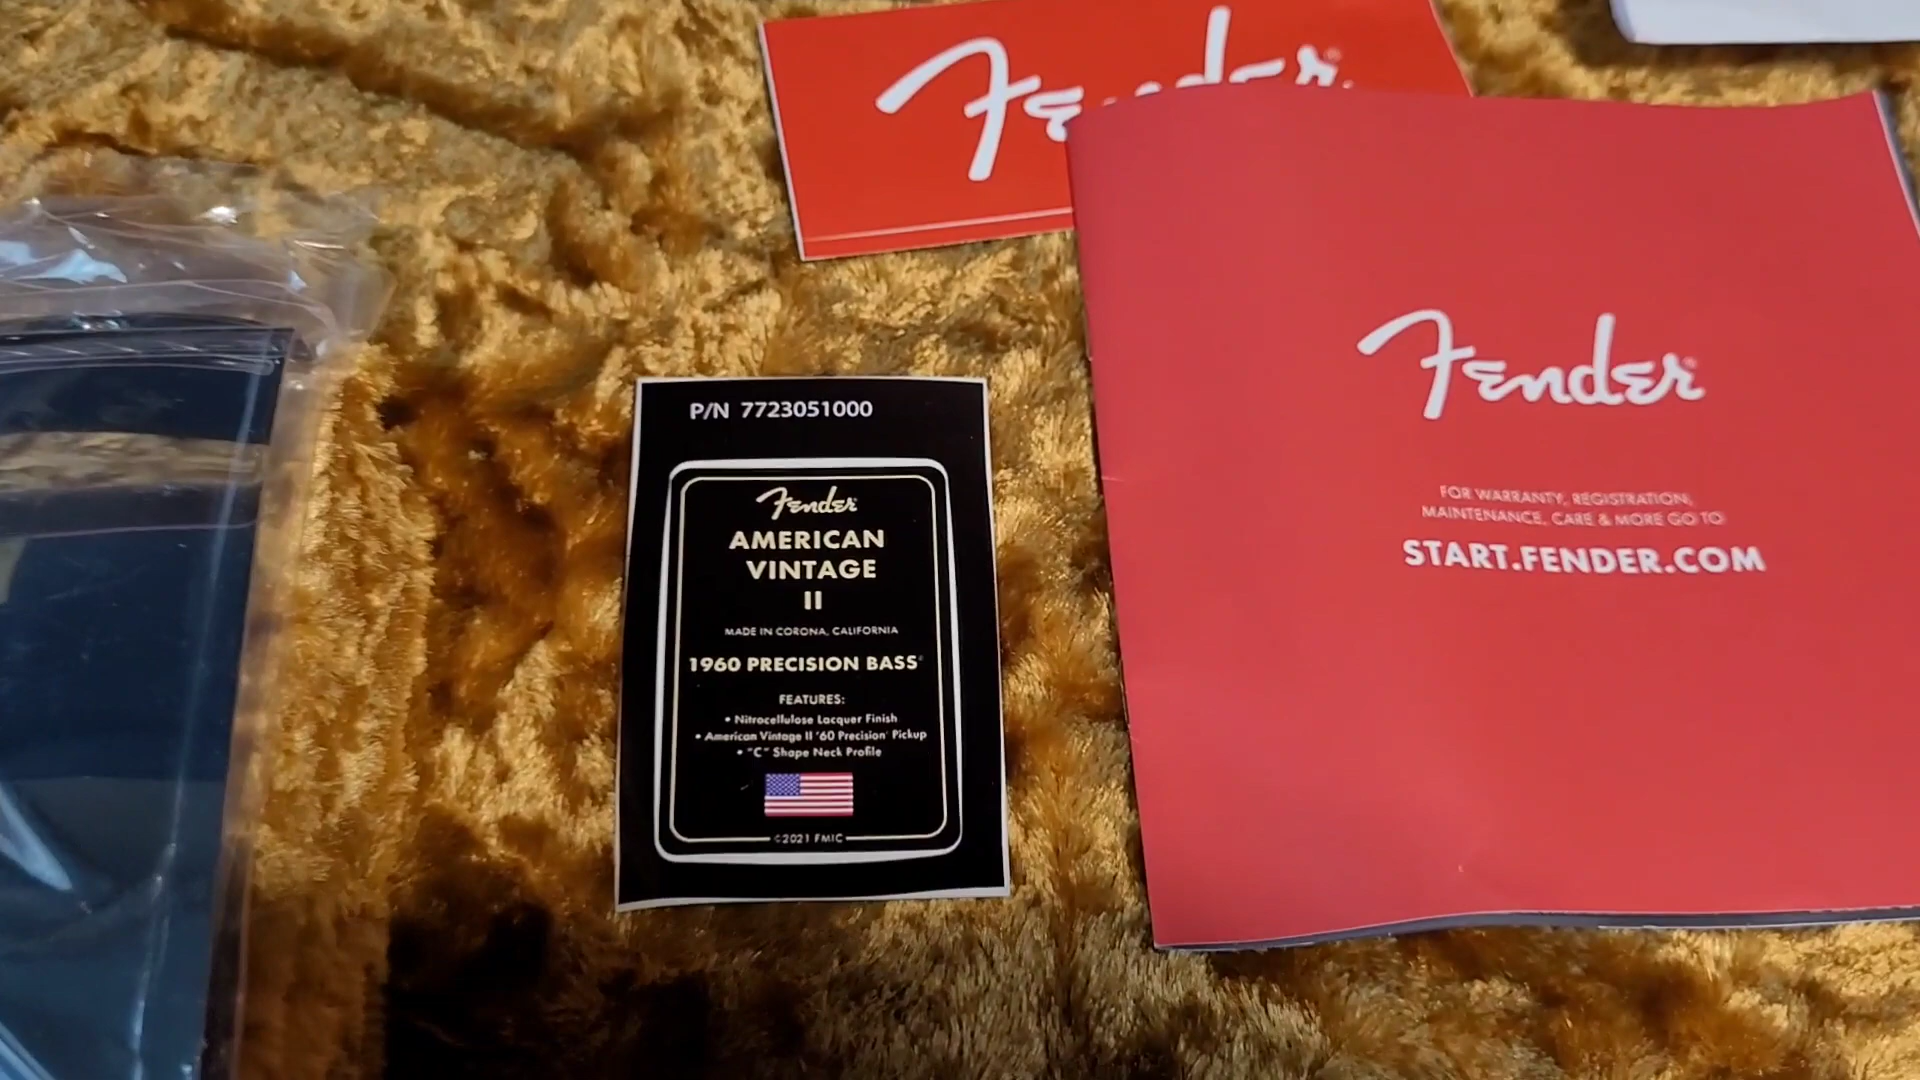 Fender
Fender®
FOR WARRANTY, REGISTRATION,
MAINTENANCE, CARE & MORE GO TO
START.FENDER.COM
P/N 7723051000
Fender®
AMERICAN
VINTAGE
II
MADE IN CORONA, CALIFORNIA
1960 PRECISION BASS®
FEATURES:
• Nitrocellulose Lacquer Finish
• American Vintage II '60 Precision® Pickup
• "C" Shape Neck Profile
©2021 FMIC